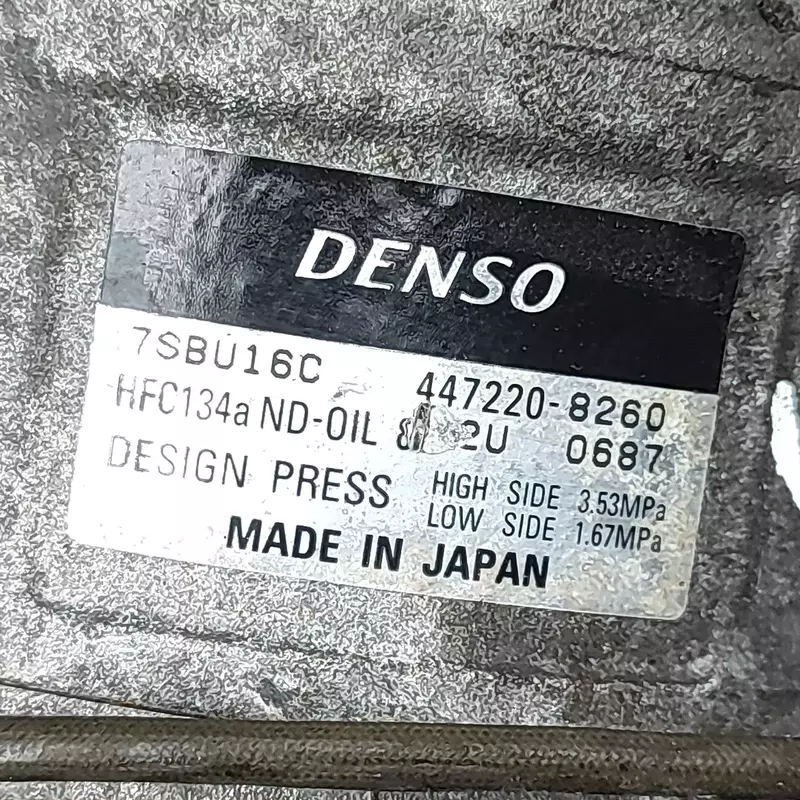 DENSO
7SBU16C 447220-8260
HFC134a ND-OIL 2U 0687
DESIGN PRESS HIGH SIDE 3.53MPa
LOW SIDE 1.67MPa
MADE IN JAPAN